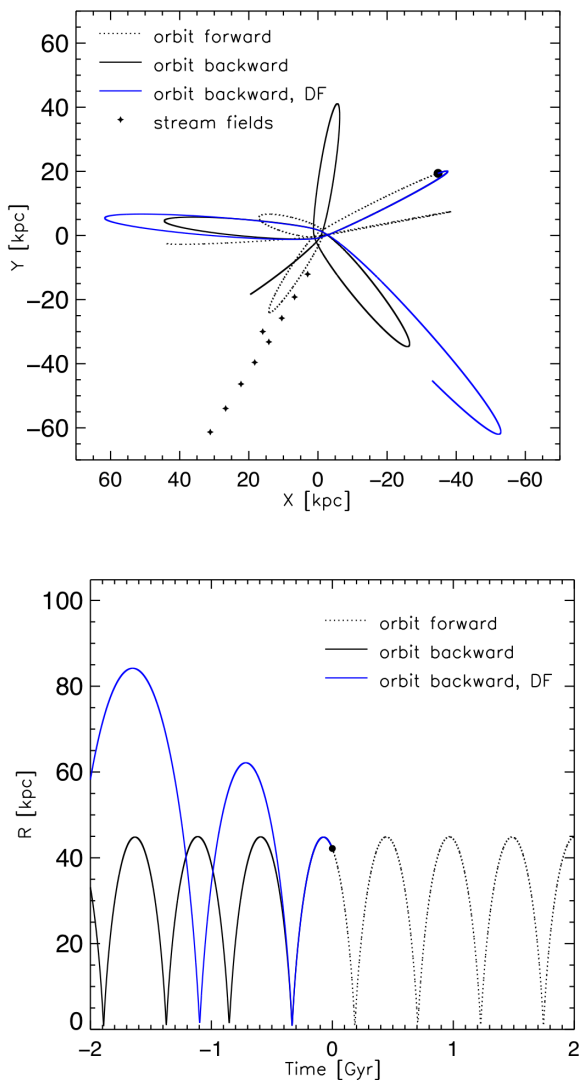 60
40
20
0
−20
−40
−60
Y [kpc]
orbit forward
orbit backward
orbit backward, DF
stream fields
60 40 20 0 −20 −40 −60
X [kpc]
100
80
60
40
20
0
R [kpc]
orbit forward
orbit backward
orbit backward, DF
−2 −1 0 1 2
Time [Gyr]